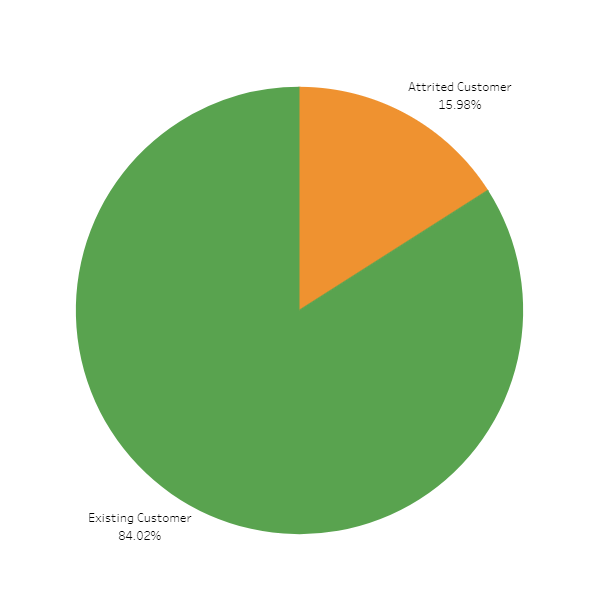 Attrited Customer
15.98%
Existing Customer
84.02%